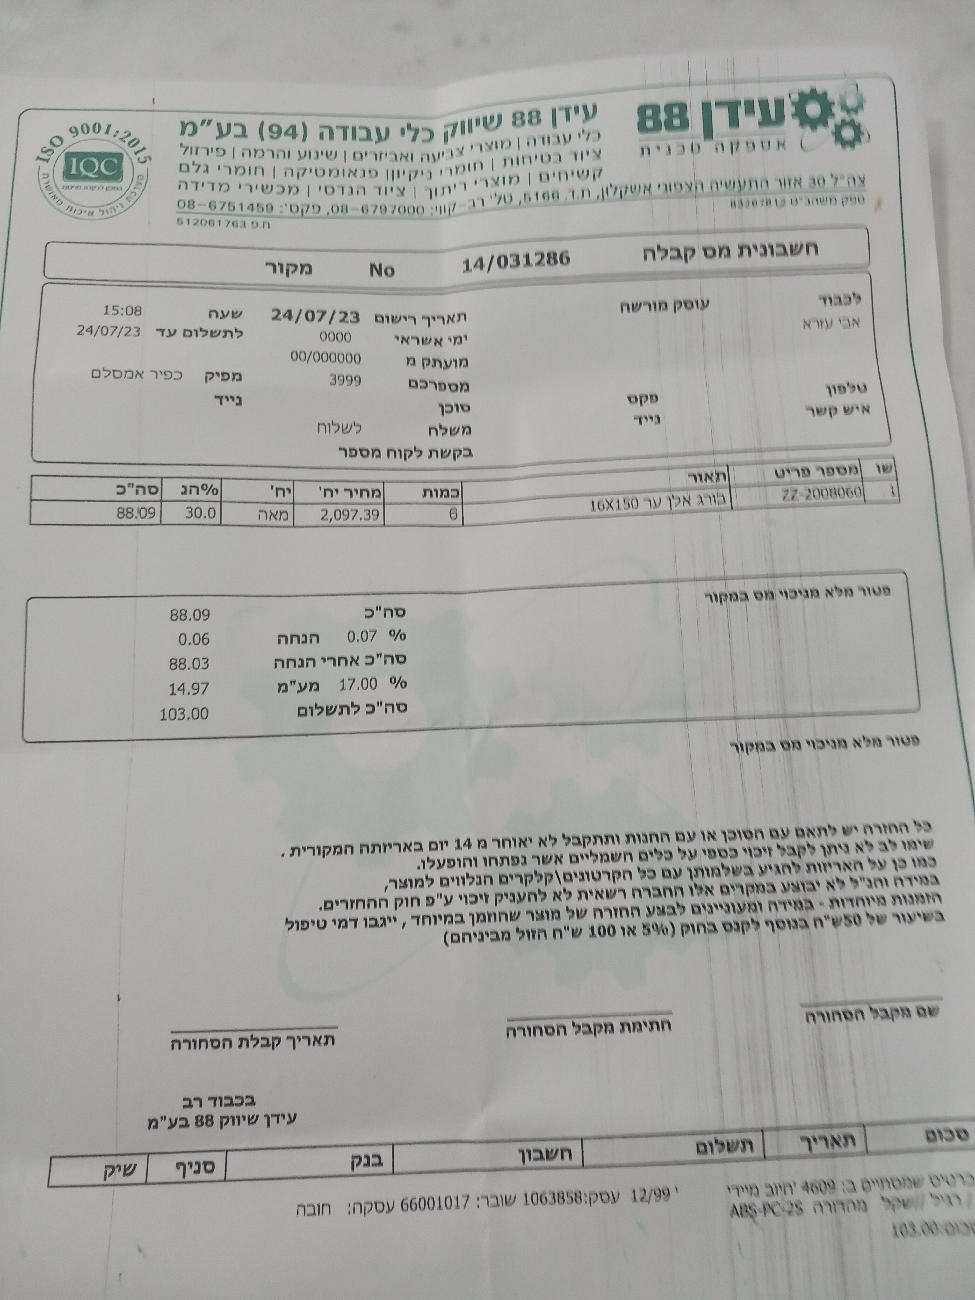 עידן 88
אספקה טכנית
עידן 88 שיווק כלי עבודה (94) בע"מ
כלי עבודה | מוצרי צביעה ואביזרים | שינוע והרמה | פירזול
ציוד בטיחות | חומרי ניקיון | פנאומטיקה | חומרי גלם
קשיחים | מוצרי ריתוך | ציוד הנדסי | מכשירי מדידה
צה"ל 30 אזור התעשיה הצפוני אשקלון, ת.ד. 5166, טל' רב-קווי: 08-6797000, פקס': 08-6751459
ספק משהב"ט
ח.פ 512061763
ISO 9001:2015
IQC
חשבונית מס קבלה 14/031286 No מקור
לכבוד עוסק מורשה
אבי עזרא
טלפון פקס
איש קשר נייד
תאריך רישום 24/07/23 שעה 15:08
ימי אשראי 0000 לתשלום עד 24/07/23
מועתק מ 00/000000
מספרכם 3999 מפיק כפיר אמסלם
סוכן נייד
משלח לשלוח
בקשת לקוח מספר
שו מספר פריט תאור כמות מחיר יח' יח' %הנ סה"כ
1 ZZ-2008060 בורג אלן ער 16X150 6 2,097.39 מאה 30.0 88.09
פטור מלא מניכוי מס במקור
סה"כ 88.09
% 0.07 הנחה 0.06
סה"כ אחרי הנחה 88.03
% 17.00 מע"מ 14.97
סה"כ לתשלום 103.00
פטור מלא מניכוי מס במקור
כל החזרה יש לתאם עם הסוכן או עם החנות ותתקבל לא יאוחר מ 14 יום באריזתה המקורית .
שימו לב לא ניתן לקבל זיכוי כספי על כלים חשמליים אשר נפתחו והופעלו.
כמו כן על האריזות להגיע בשלמותן עם כל הקרטונים\קלקרים הנלווים למוצר,
במידה והנ"ל לא יבוצע במקרים אלו החברה רשאית לא להעניק זיכוי ע"פ חוק ההחזרים.
הזמנות מיוחדות - במידה ומעוניינים לבצע החזרה של מוצר שהוזמן במיוחד , ייגבו דמי טיפול
בשיעור של 50ש"ח בנוסף לקנס בחוק (5% או 100 ש"ח הזול מביניהם)
שם מקבל הסחורה חתימת מקבל הסחורה תאריך קבלת הסחורה
בכבוד רב
עידן שיווק 88 בע"מ
סכום תאריך תשלום חשבון בנק סניף שיק
כרטיס שמסתיים ב: 4609 'חיוב מיידי ' 12/99 עסק:1063858 שובר: 66001017 עסקה: חובה
רגיל //שקל מהדורה ABS-PC-2S
סכום:103.00